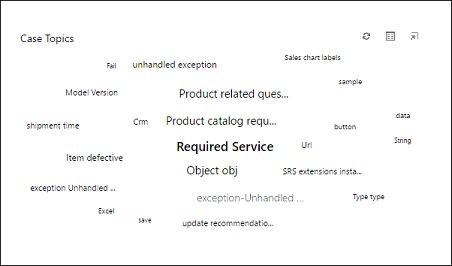 Case Topics
Sales chart labels
Fail unhandled exception
sample
Model Version Product related ques...
data
shipment time Crm Product catalog requ... button
String
Required Service Url
Item defective
Object obj SRS extensions insta...
exception Unhandled ...
exception-Unhandled ... Type type
Excel
save update recommendatio...